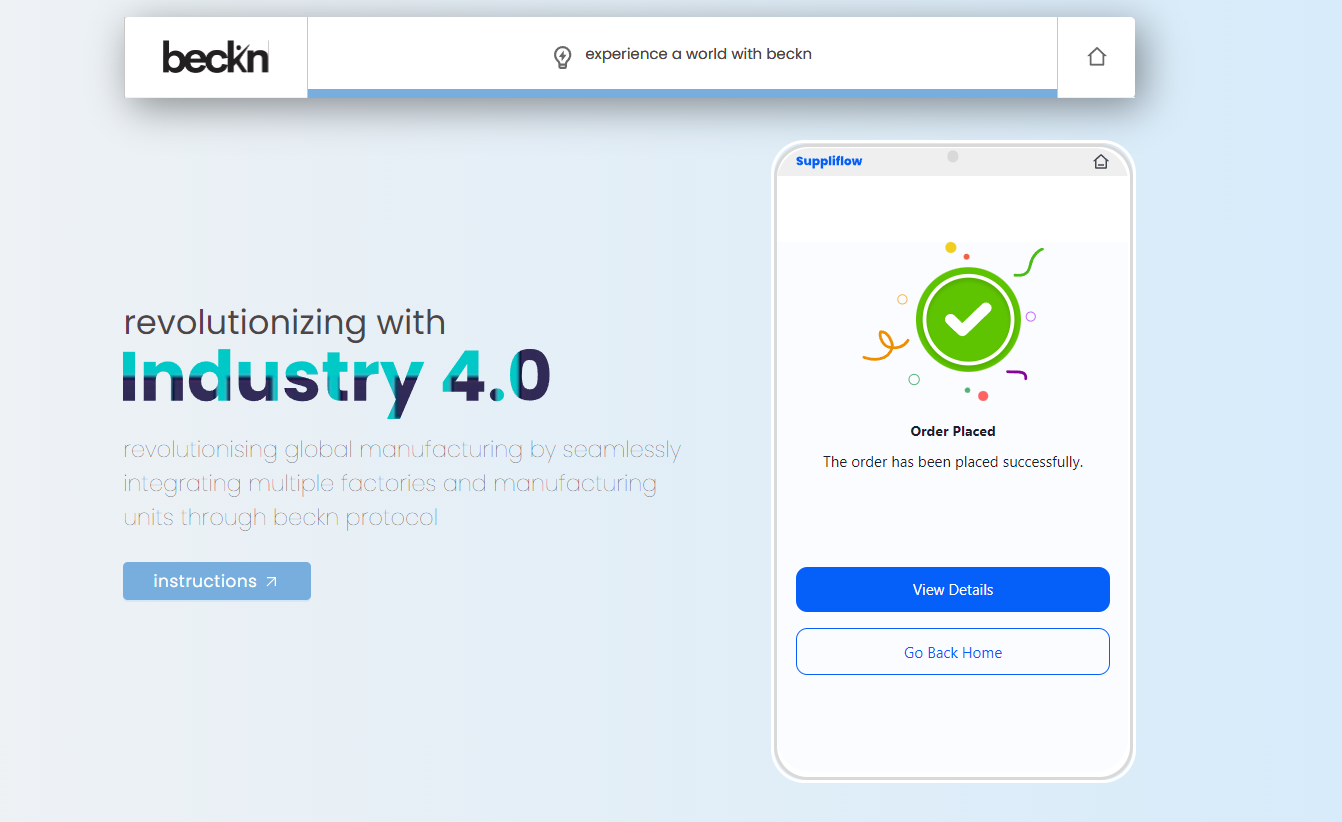 beckn
experience a world with beckn
revolutionizing with
Industry 4.0
revolutionising global manufacturing by seamlessly
integrating multiple factories and manufacturing
units through beckn protocol
instructions
Suppliflow
Order Placed
The order has been placed successfully.
View Details
Go Back Home